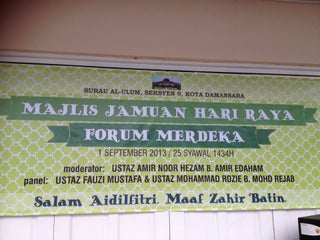 SURAU AL-ULUM, SEKSYEN 9, KOTA DAMANSARA
MAJLIS JAMUAN HARI RAYA
FORUM MERDEKA
1 SEPTEMBER 2013 / 25 SYAWAL 1434H
moderator: USTAZ AMIR NOOR HEZAM B. AMIR EDAHAM
panel: USTAZ FAUZI MUSTAFA & USTAZ MOHAMMAD ROZIE B. MOHD REJAB
Salam Aidilfitri. Maaf Zahir Batin